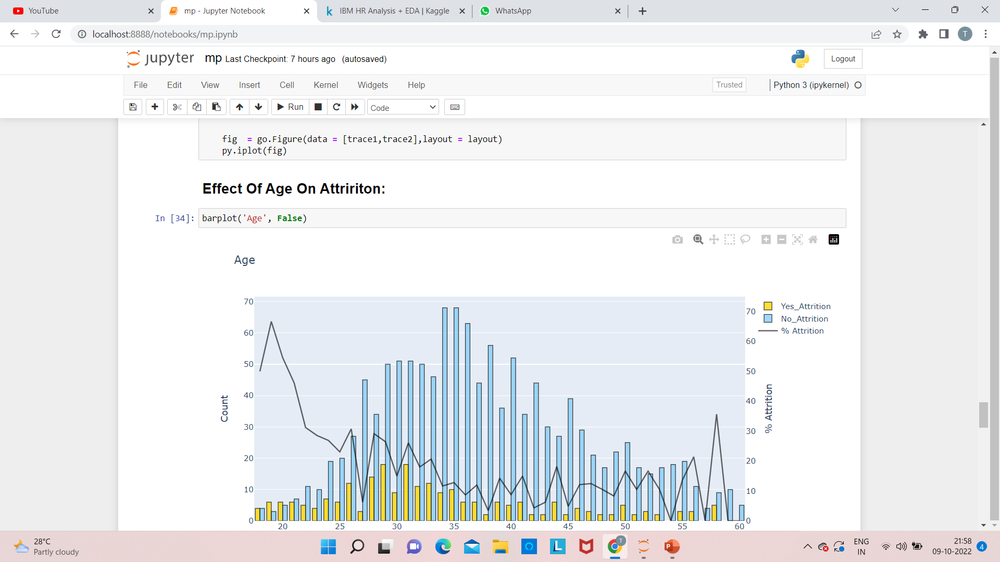 YouTube
mp - Jupyter Notebook
IBM HR Analysis + EDA | Kaggle
WhatsApp
localhost:8888/notebooks/mp.ipynb
T
jupyter mp Last Checkpoint: 7 hours ago (autosaved)
Logout
File Edit View Insert Cell Kernel Widgets Help
Trusted
Python 3 (ipykernel)
Run
Code
fig  = go.Figure(data = [trace1,trace2],layout = layout)
py.iplot(fig)
Effect Of Age On Attririton:
In [34]: barplot('Age', False)
Age
70
60
50
40
30
20
10
0
Count
20 25 30 35 40 45 50 55 60
70
60
50
40
30
20
10
0
% Attrition
Yes_Attrition
No_Attrition
% Attrition
28°C
Partly cloudy
L
T
P
ENG
IN
21:58
09-10-2022
4